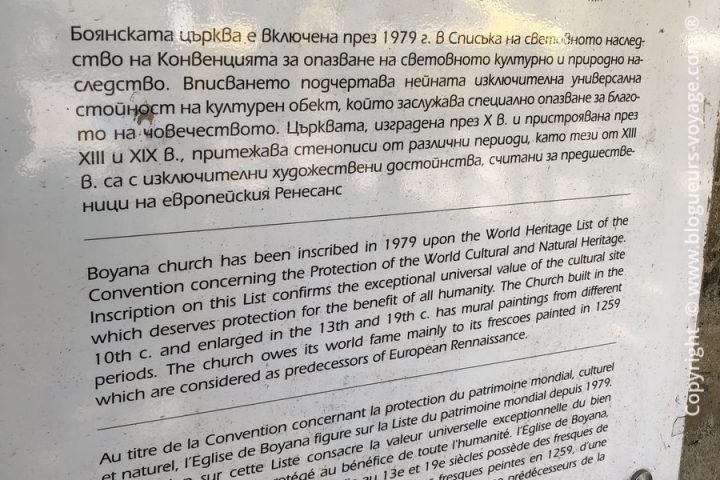 Боянската църква е включена през 1979 г. в Списъка на световното наслед-
ство на Конвенцията за опазване на световното културно и природно на-
следство. Вписването подчертава нейната изключителна универсална
стойност на културен обект, който заслужава специално опазване за благо-
то на човечеството. Църквата, изградена през X в. и пристроявана през
XIII и XIX в., притежава стенописи от различни периоди, като тези от XIII
в. са с изключителни художествени достойнства, считани за предшестве-
ници на европейския Ренесанс
Boyana church has been inscribed in 1979 upon the World Heritage List of the
Convention concerning the Protection of the World Cultural and Natural Heritage.
Inscription on this List confirms the exceptional universal value of the cultural site
which deserves protection for the benefit of all humanity. The Church built in the
10th c. and enlarged in the 13th and 19th c. has mural paintings from different
periods. The church owes its world fame mainly to its frescoes painted in 1259
which are considered as predecessors of European Rennaissance.
Au titre de la Convention concernant la protection du patrimoine mondial, culturel
et naturel, l'Eglise de Boyana figure sur la Liste du patrimoine mondial depuis 1979.
sur cette Liste consacre la valeur universelle exceptionnelle du bien
protégé au bénéfice de toute l'humanité. l'Eglise de Boyana,
au 13e et 19e siècles possède des fresques de
fresques peintes en 1259, d'une
prédécesseurs de la
Copyright © www.blogueurs-voyage.com ®